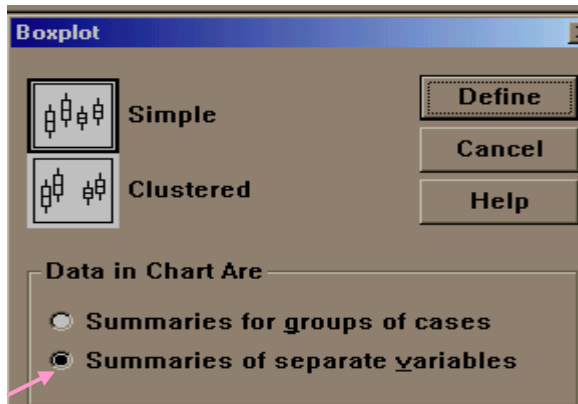 Boxplot
Simple
Clustered
Define
Cancel
Help
Data in Chart Are
Summaries for groups of cases
Summaries of separate variables